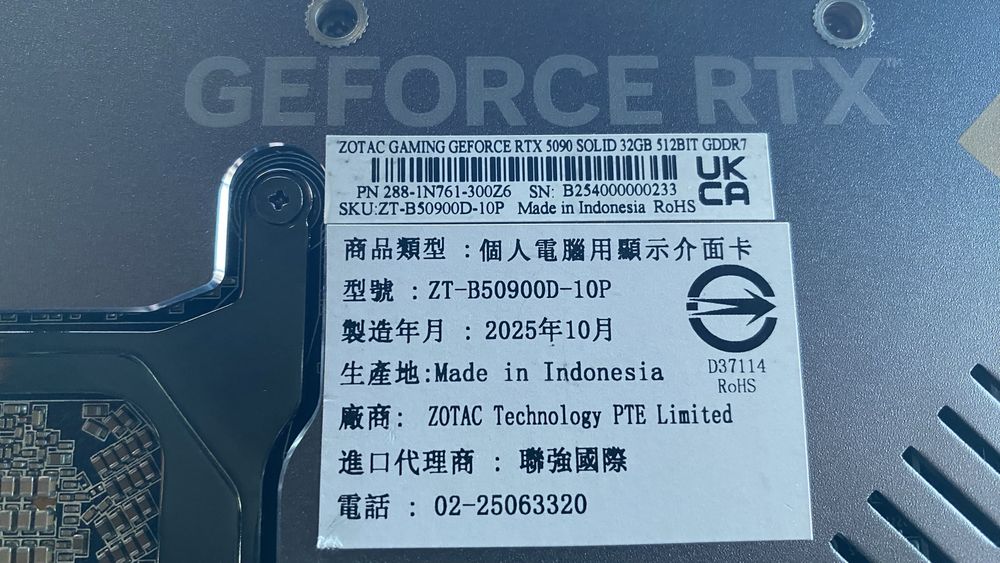 GEFORCE RTX™
ZOTAC GAMING GEFORCE RTX 5090 SOLID 32GB 512BIT GDDR7
PN 288-1N761-300Z6 SN: B254000000233
SKU:ZT-B50900D-10P Made in Indonesia RoHS
UK
CA
商品類型 :個人電腦用顯示介面卡
型號 : ZT-B50900D-10P
製造年月 : 2025年10月
生產地:Made in Indonesia
D37114
RoHS
廠商: ZOTAC Technology PTE Limited
進口代理商 : 聯強國際
電話 : 02-25063320